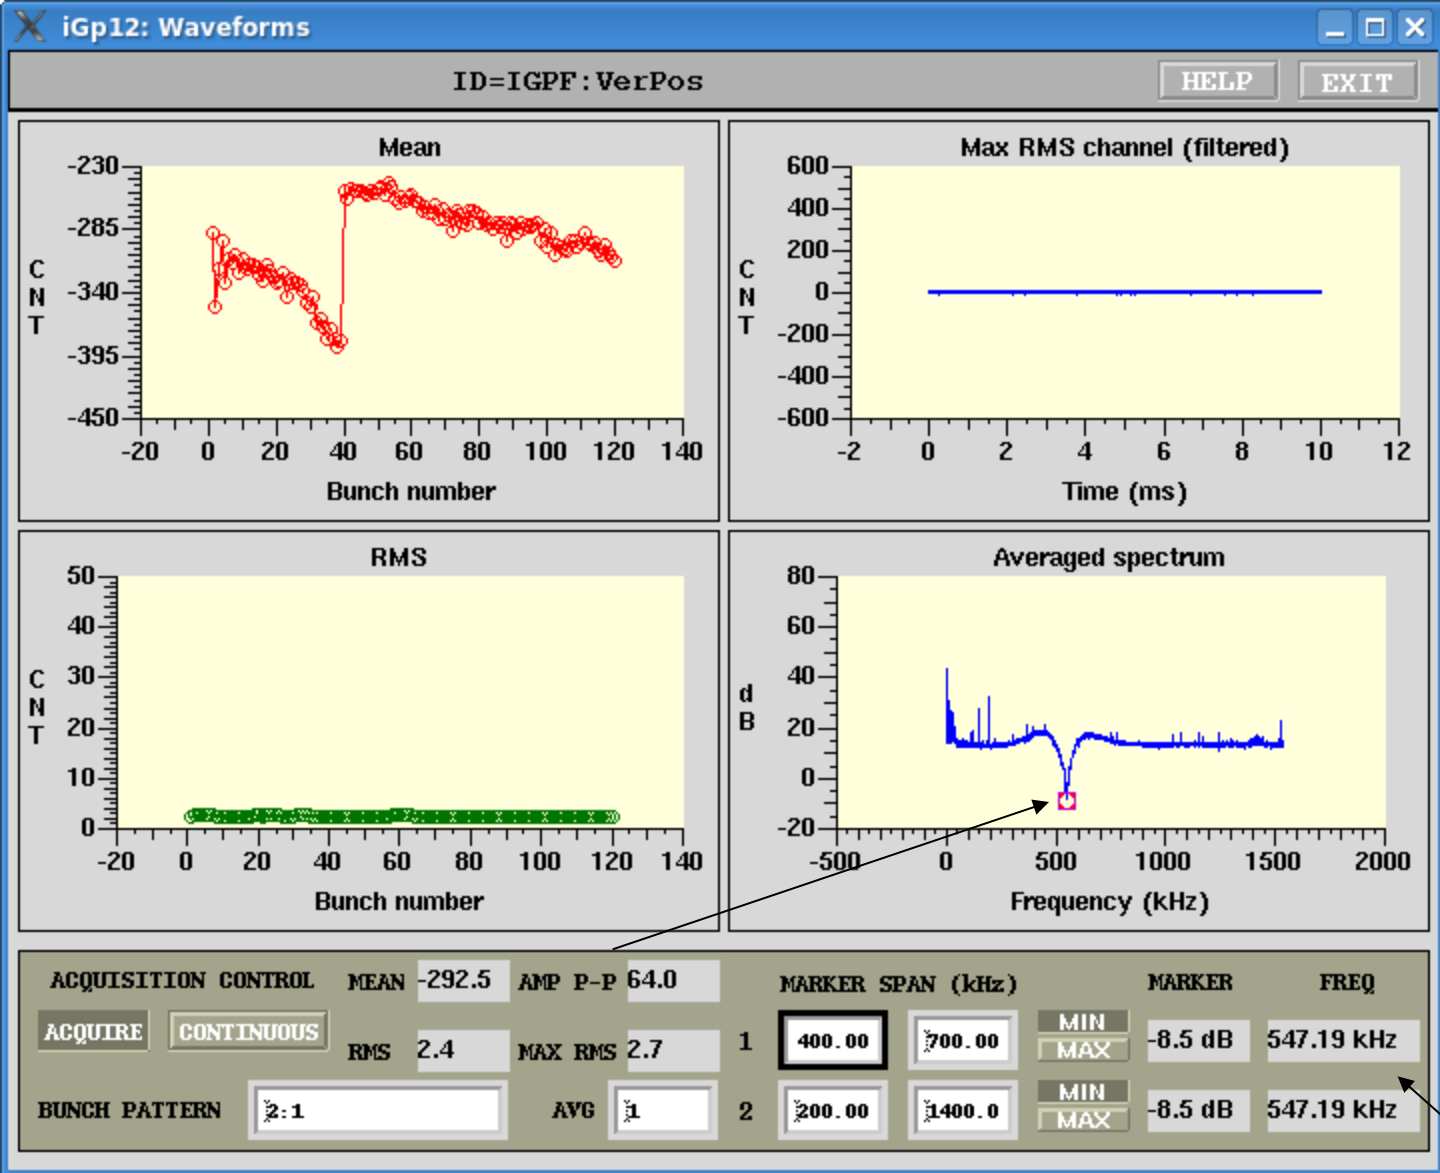 iGp12: Waveforms
ID=IGPF:VerPos
HELP
EXIT
Mean
CNT
-230
-285
-340
-395
-450
-20 0 20 40 60 80 100 120 140
Bunch number
Max RMS channel (filtered)
CNT
600
400
200
0
-200
-400
-600
-2 0 2 4 6 8 10 12
Time (ms)
RMS
CNT
50
40
30
20
10
0
-20 0 20 40 60 80 100 120 140
Bunch number
Averaged spectrum
dB
80
60
40
20
0
-20
-500 0 500 1000 1500 2000
Frequency (kHz)
ACQUISITION CONTROL
ACQUIRE CONTINUOUS
MEAN -292.5 AMP P-P 64.0
RMS 2.4 MAX RMS 2.7
BUNCH PATTERN 2:1 AVG 1
MARKER SPAN (kHz) MARKER FREQ
1 400.00 700.00 MIN MAX -8.5 dB 547.19 kHz
2 200.00 1400.0 MIN MAX -8.5 dB 547.19 kHz